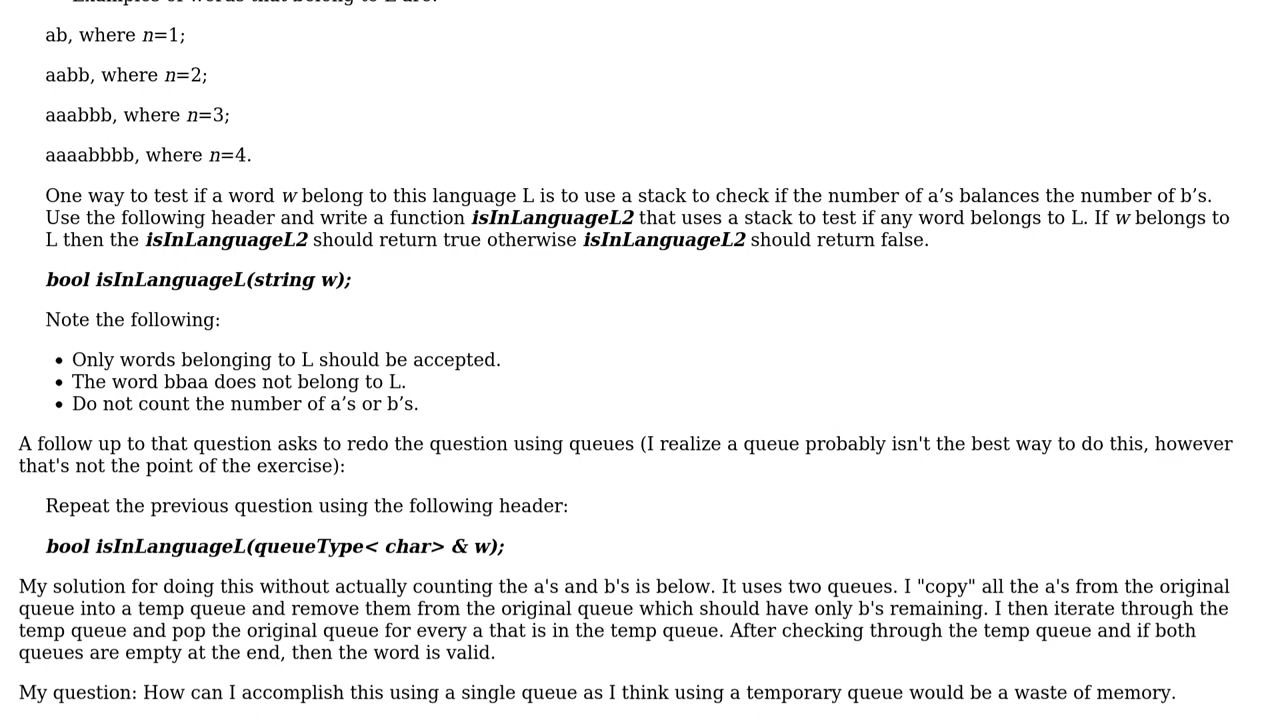 Examples of words that belong to L are:
ab, where n=1;
aabb, where n=2;
aaabbb, where n=3;
aaaabbbb, where n=4.
One way to test if a word w belong to this language L is to use a stack to check if the number of a’s balances the number of b’s.
Use the following header and write a function isInLanguageL2 that uses a stack to test if any word belongs to L. If w belongs to
L then the isInLanguageL2 should return true otherwise isInLanguageL2 should return false.
bool isInLanguageL(string w);
Note the following:
• Only words belonging to L should be accepted.
• The word bbaa does not belong to L.
• Do not count the number of a’s or b’s.
A follow up to that question asks to redo the question using queues (I realize a queue probably isn't the best way to do this, however
that's not the point of the exercise):
Repeat the previous question using the following header:
bool isInLanguageL(queueType< char> & w);
My solution for doing this without actually counting the a's and b's is below. It uses two queues. I "copy" all the a's from the original
queue into a temp queue and remove them from the original queue which should have only b's remaining. I then iterate through the
temp queue and pop the original queue for every a that is in the temp queue. After checking through the temp queue and if both
queues are empty at the end, then the word is valid.
My question: How can I accomplish this using a single queue as I think using a temporary queue would be a waste of memory.